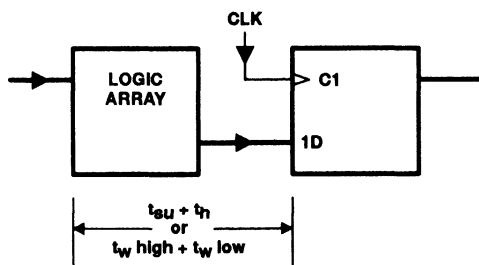 CLK
LOGIC
ARRAY
C1
1D
tsu + th
or
tw high + tw low